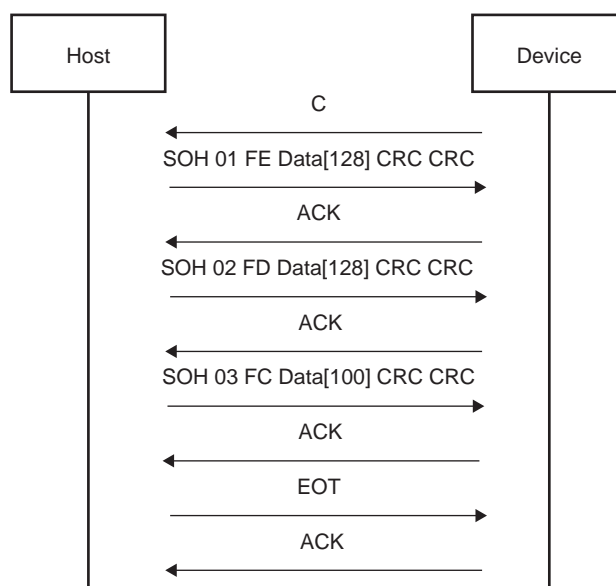 Host
Device
C
SOH 01 FE Data[128] CRC CRC
ACK
SOH 02 FD Data[128] CRC CRC
ACK
SOH 03 FC Data[100] CRC CRC
ACK
EOT
ACK